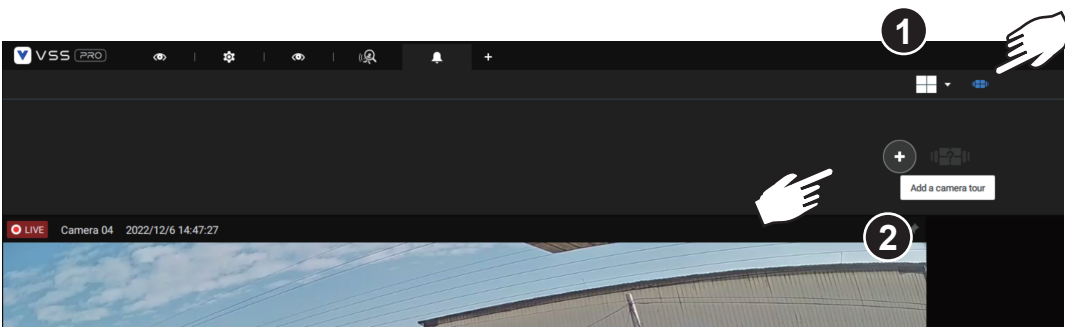 1
VSS PRO
+
+
Add a camera tour
LIVE Camera 04 2022/12/6 14:47:27
2